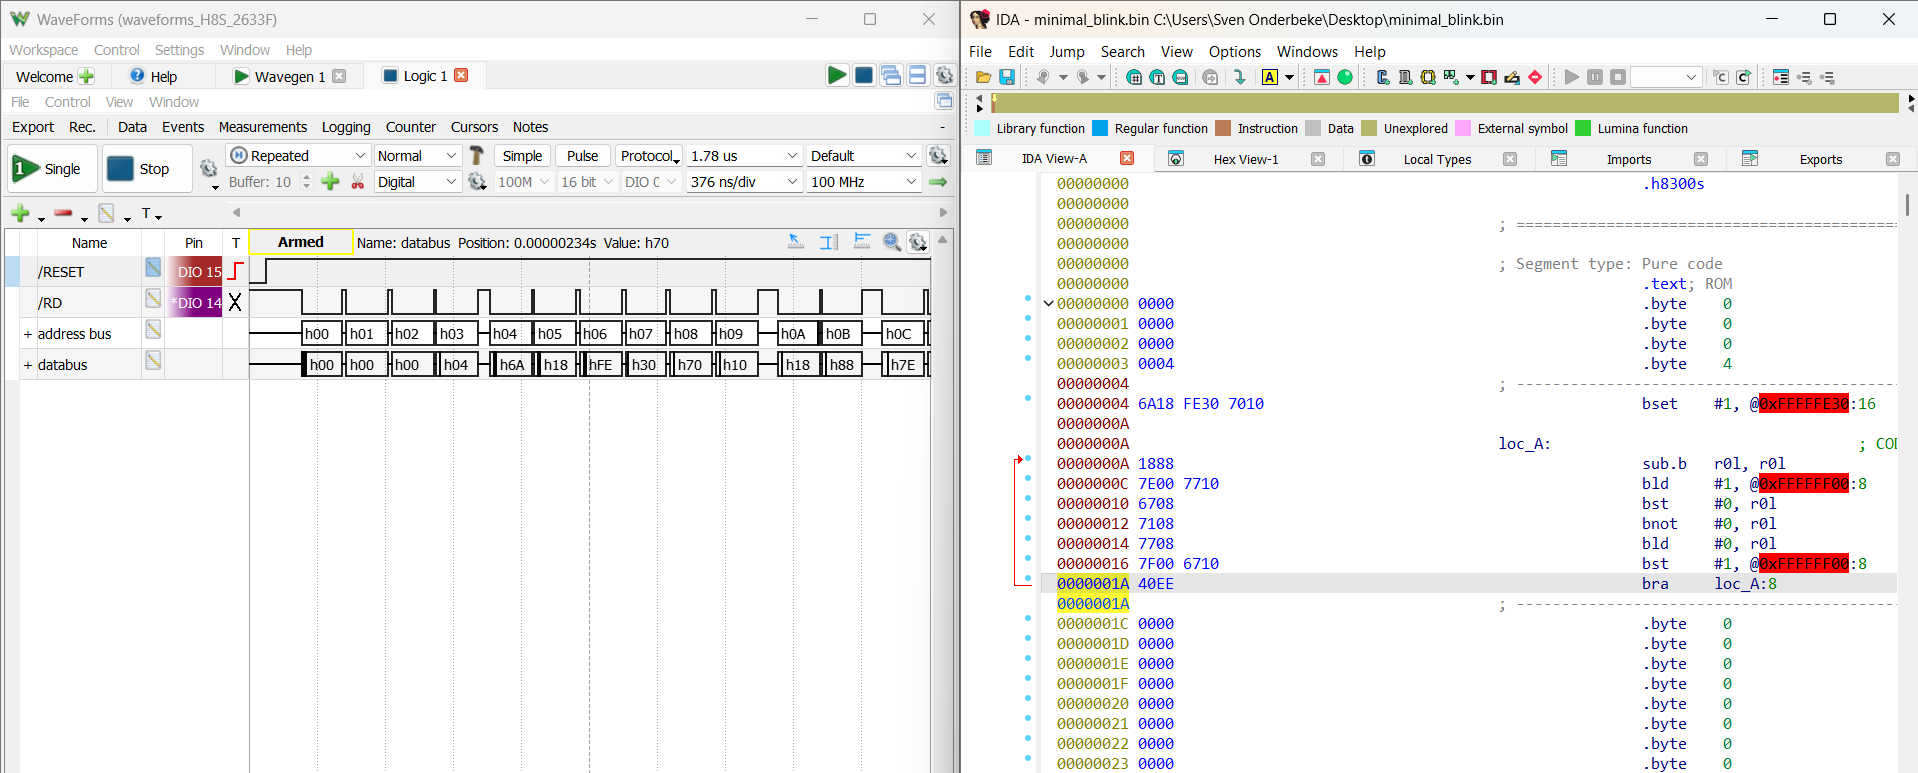 WaveForms (waveforms_H8S_2633F)
Workspace Control Settings Window Help
Welcome Help Wavegen 1 Logic 1
File Control View Window
Export Rec. Data Events Measurements Logging Counter Cursors Notes -
Single Stop Repeated Normal Simple Pulse Protocol 1.78 us Default
Buffer: 10 Digital 100M 16 bit DIO 0 376 ns/div 100 MHz
T
Name Pin T Armed Name: databus Position: 0.00000234s Value: h70
/RESET DIO 15
/RD *DIO 14 X
+ address bus h00 h01 h02 h03 h04 h05 h06 h07 h08 h09 h0A h0B h0C
+ databus h00 h00 h00 h04 h6A h18 hFE h30 h70 h10 h18 h88 h7E
IDA - minimal_blink.bin C:\Users\Sven Onderbeke\Desktop\minimal_blink.bin
File Edit Jump Search View Options Windows Help
Library function Regular function Instruction Data Unexplored External symbol Lumina function
IDA View-A Hex View-1 Local Types Imports Exports
00000000 .h8300s
00000000
00000000 ; ==========================================
00000000
00000000 ; Segment type: Pure code
00000000 .text; ROM
00000000 0000 .byte 0
00000001 0000 .byte 0
00000002 0000 .byte 0
00000003 0004 .byte 4
00000004 ; ------------------------------------------
00000004 6A18 FE30 7010 bset #1, @0xFFFFFE30:16
0000000A
0000000A loc_A: ; COD
0000000A 1888 sub.b r0l, r0l
0000000C 7E00 7710 bld #1, @0xFFFFFF00:8
00000010 6708 bst #0, r0l
00000012 7108 bnot #0, r0l
00000014 7708 bld #0, r0l
00000016 7F00 6710 bst #1, @0xFFFFFF00:8
0000001A 40EE bra loc_A:8
0000001A ; ------------------------------------------
0000001C 0000 .byte 0
0000001D 0000 .byte 0
0000001E 0000 .byte 0
0000001F 0000 .byte 0
00000020 0000 .byte 0
00000021 0000 .byte 0
00000022 0000 .byte 0
00000023 0000 .byte 0